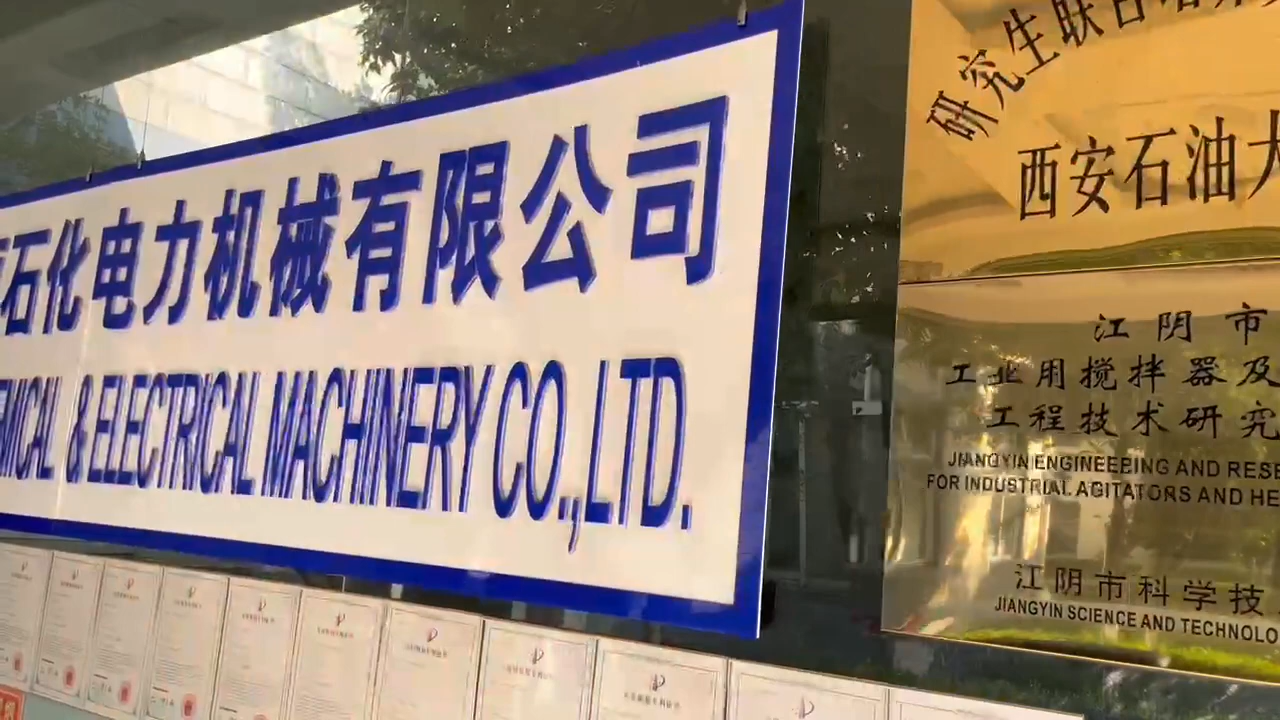 石化电力机械有限公司
MICAL & ELECTRICAL MACHINERY CO.,LTD.
研究生联合培
西安石油大
江阴市
工业用搅拌器及
工程技术研究
JIANGYIN ENGINEERING AND RESE
FOR INDUSTRIAL AGITATORS AND HE
江阴市科学技
JIANGYIN SCIENCE AND TECHNOLO